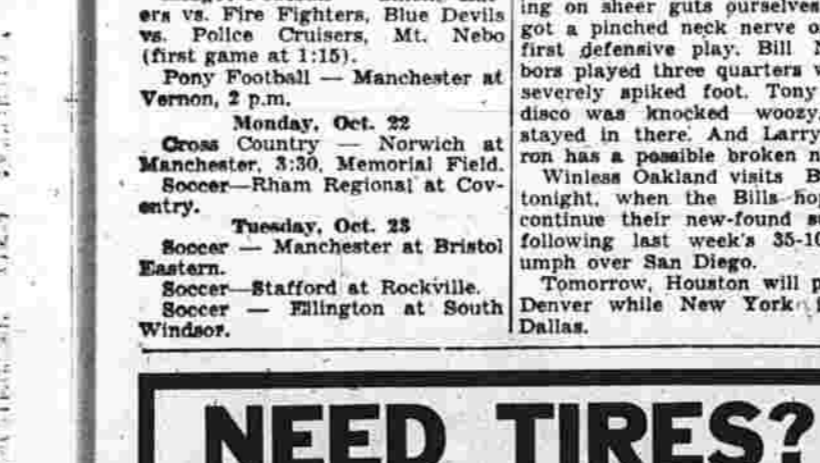 ers vs. Fire Fighters, Blue Devils
vs. Police Cruisers, Mt. Nebo
(first game at 1:15).
Pony Football — Manchester at
Vernon, 2 p.m.
Monday, Oct. 22
Cross Country — Norwich at
Manchester, 3:30, Memorial Field.
Soccer—Rham Regional at Cov-
entry.
Tuesday, Oct. 23
Soccer — Manchester at Bristol
Eastern.
Soccer—Stafford at Rockville.
Soccer — Ellington at South
Windsor.
ing on sheer guts ourselves
got a pinched neck nerve
first defensive play. Bill
bors played three quarters
severely spiked foot. Tony
disco was knocked woozy,
stayed in there. And Larry
ron has a possible broken
Winless Oakland visits
tonight, when the Bills
continue their new-found
following last week's
umph over San Diego.
Tomorrow, Houston will
Denver while New York
Dallas.
NEED TIRES?